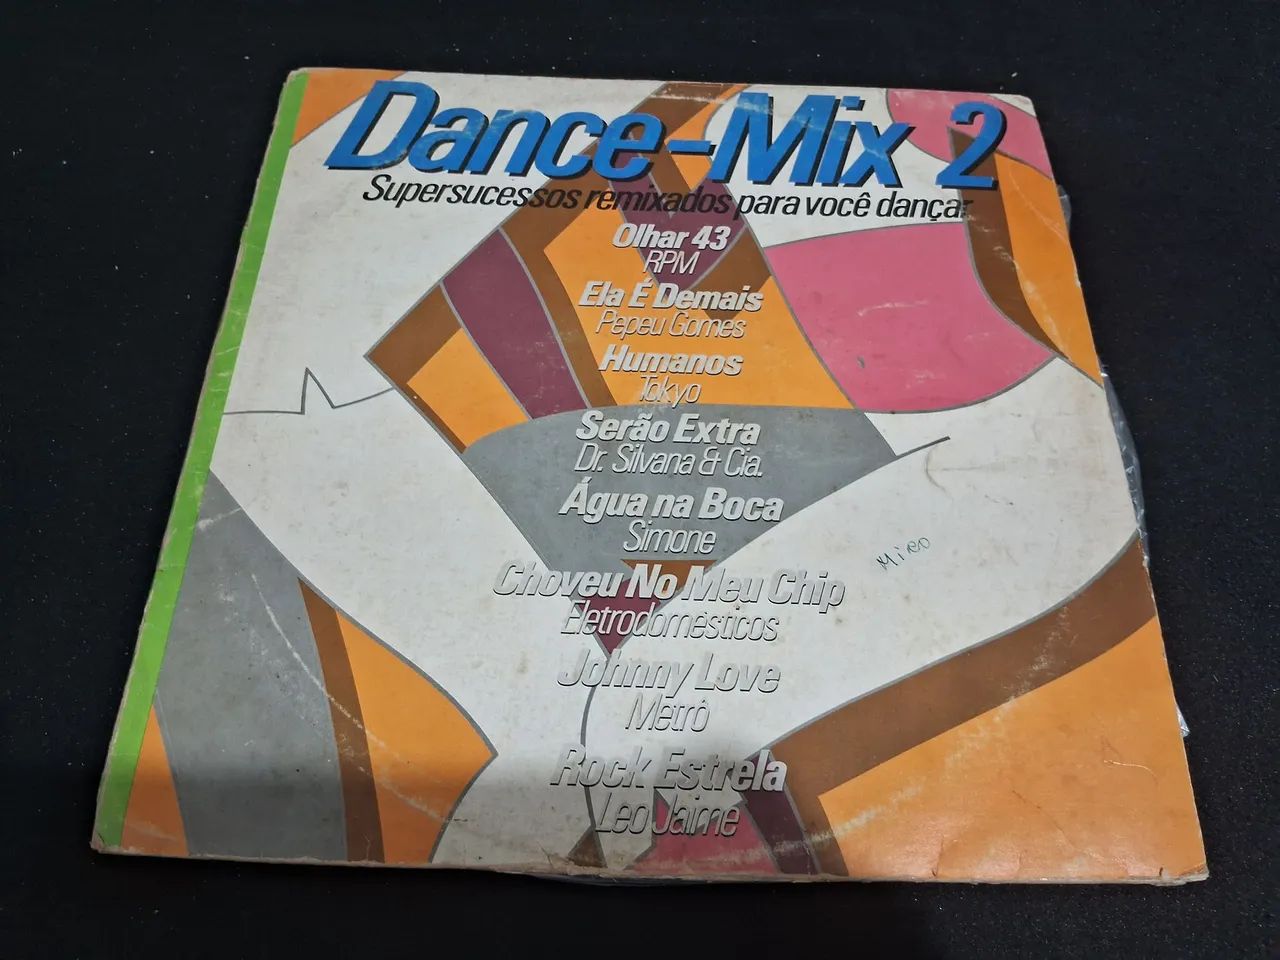 Dance-Mix 2
Supersucessos remixados para você dançar
Olhar 43
RPM
Ela É Demais
Pepeu Gomes
Humanos
Tokyo
Serão Extra
Dr. Silvana & Cia.
Água na Boca
Simone
Miro
Choveu No Meu Chip
Eletrodomésticos
Johnny Love
Metrô
Rock Estrela
Leo Jaime